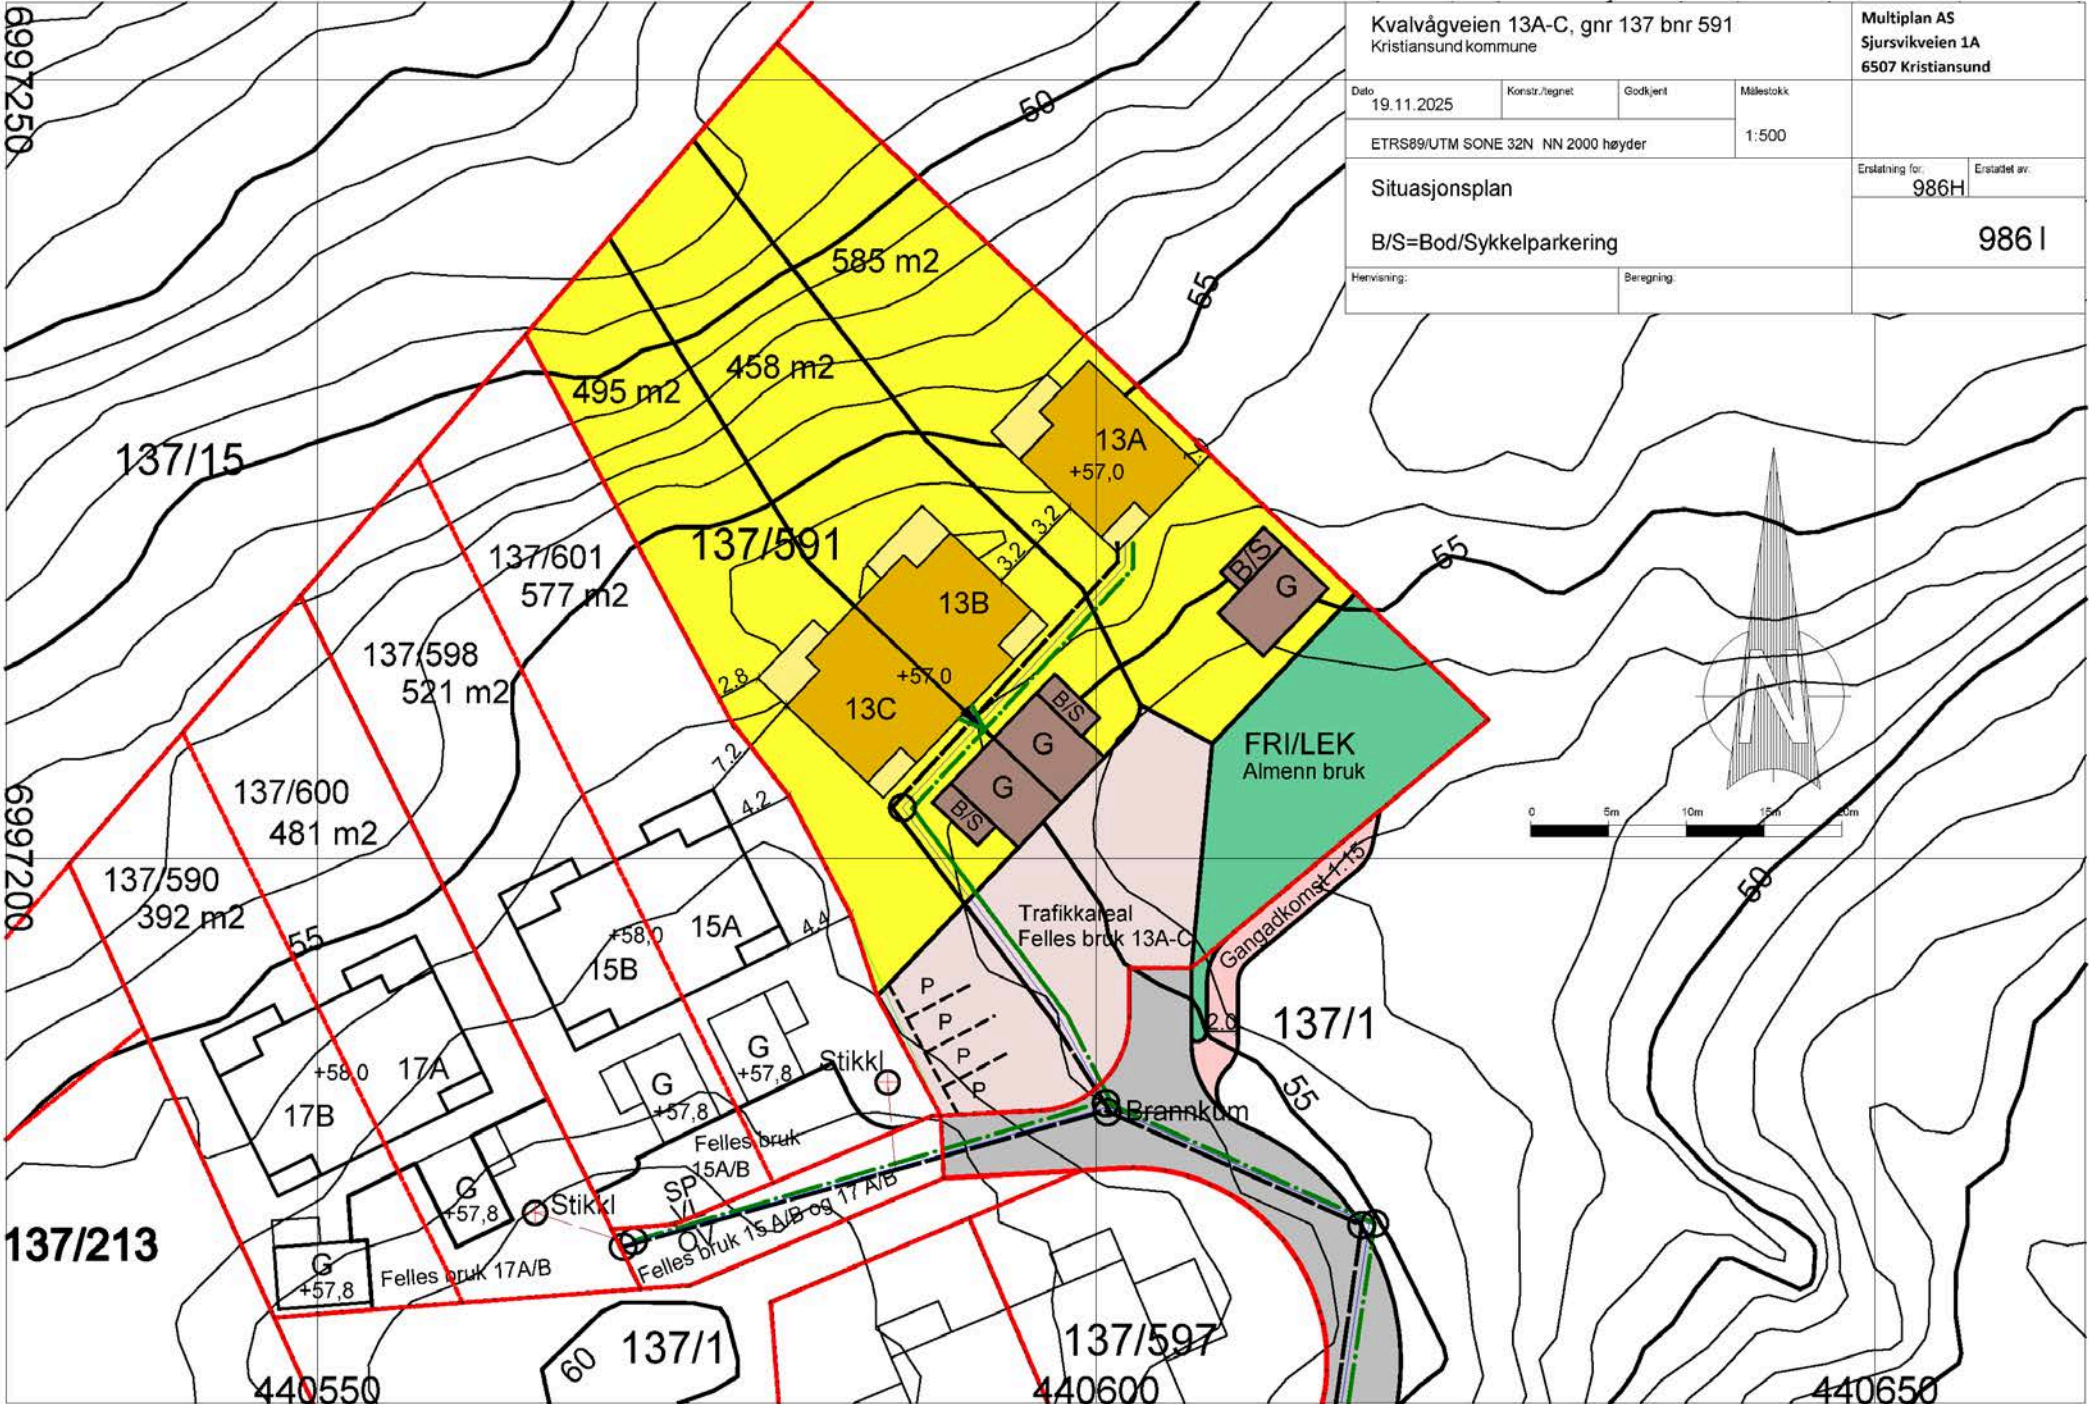 Kvalvågveien 13A-C, gnr 137 bnr 591
Kristiansund kommune
Multiplan AS
Sjursvikveien 1A
6507 Kristiansund
Dato
19.11.2025
Konstr./tegnet
Godkjent
Målestokk
1:500
ETRS89/UTM SONE 32N NN 2000 høyder
Situasjonsplan
B/S=Bod/Sykkelparkering
Erstatning for:
986H
Erstattet av:
986 I
Henvisning:
Beregning:
6997250
50
55
585 m2
458 m2
495 m2
137/15
13A
+57,0
2.9
3.2
3.2
137/591
137/601
577 m2
13B
B/S
G
55
137/598
521 m2
2.8
+57.0
13C
B/S
G
G
B/S
FRI/LEK
Almenn bruk
N
7.2
4.2
137/600
481 m2
0
5m
10m
15m
20m
6997200
137/590
392 m2
50
55
+58,0
15A
15B
4.4
Trafikkareal
Felles bruk 13A-C
Gangadkomst 1:15
P
P
P
P
2.0
137/1
55
G
+57,8
Stikkl
G
+57,8
+58.0
17A
17B
Brannkum
Felles bruk
15A/B
SP
VL
OV
Felles bruk 15 A/B og 17 A/B
G
+57,8
Stikkl
137/213
G
+57,8
Felles bruk 17A/B
60
137/1
137/597
440550
440600
440650